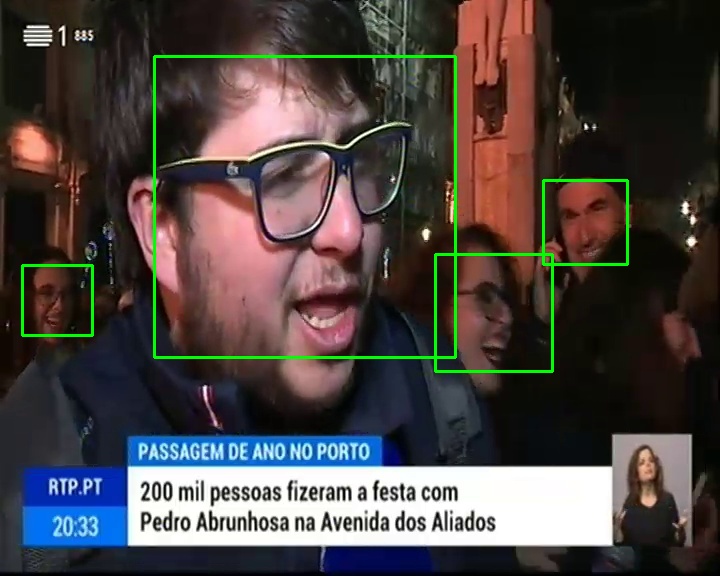 1 885
PASSAGEM DE ANO NO PORTO
RTP.PT
200 mil pessoas fizeram a festa com
20:33
Pedro Abrunhosa na Avenida dos Aliados